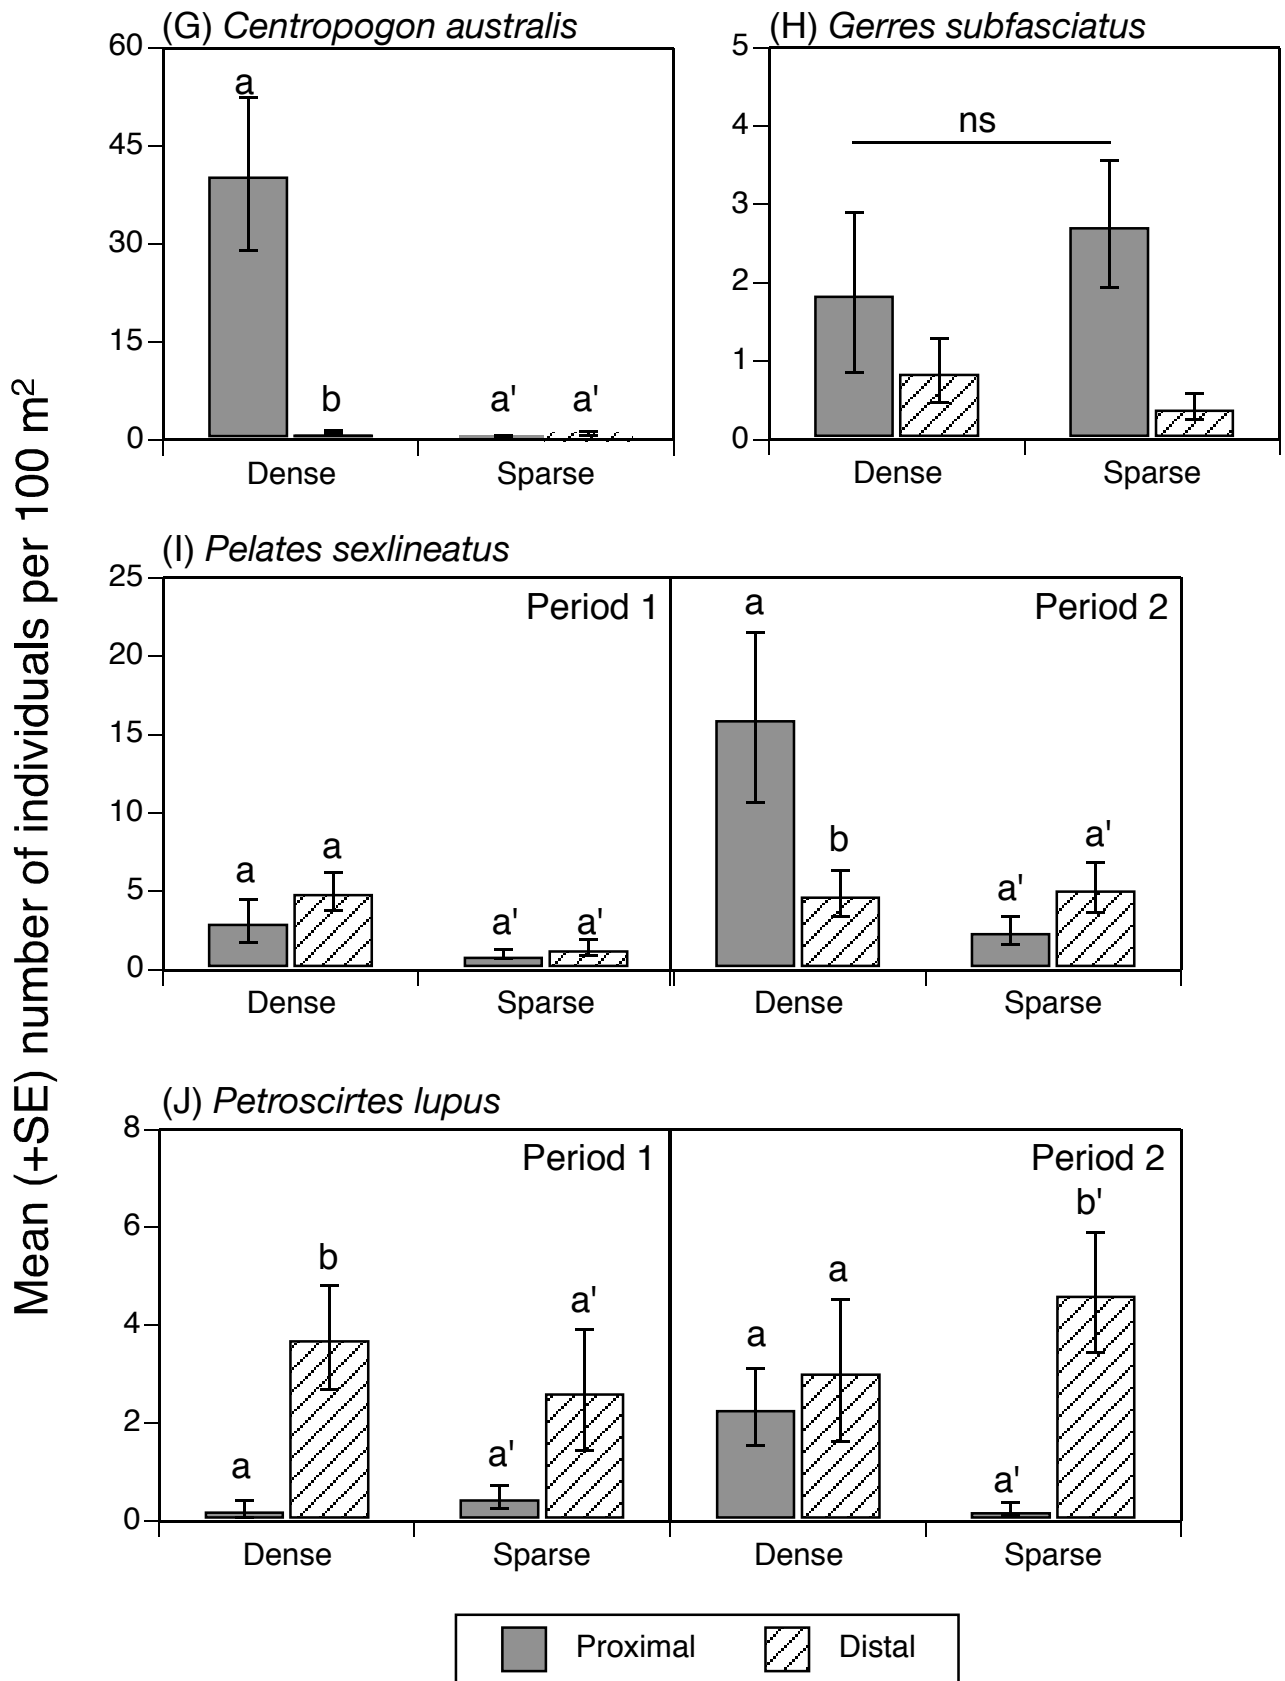 Mean (+SE) number of individuals per 100 m²
(G) Centropogon australis
60
45
30
15
0
a
b
a'
a'
Dense
Sparse
(H) Gerres subfasciatus
5
4
3
2
1
0
ns
Dense
Sparse
(I) Pelates sexlineatus
25
20
15
10
5
0
Period 1
a
a
a'
a'
Dense
Sparse
Period 2
a
b
a'
a'
Dense
Sparse
(J) Petroscirtes lupus
8
6
4
2
0
Period 1
a
b
a'
a'
Dense
Sparse
Period 2
a
a
a'
b'
Dense
Sparse
Proximal
Distal